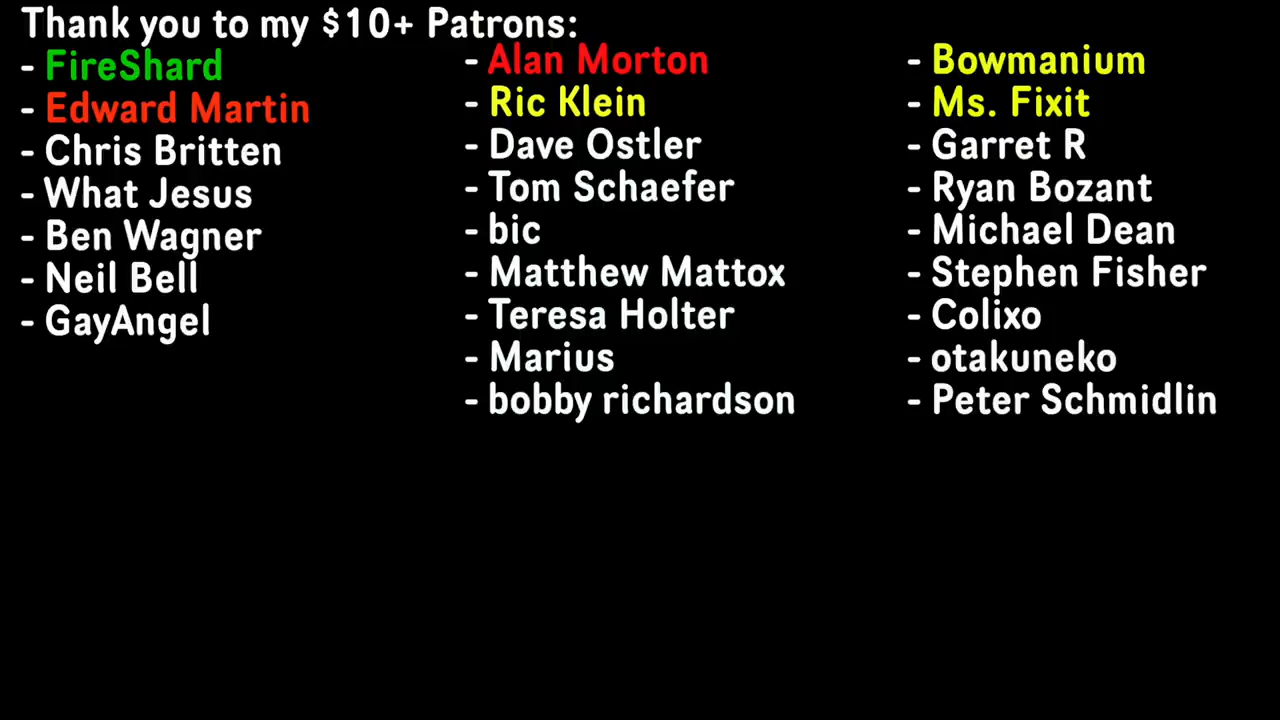 Thank you to my $10+ Patrons:
- FireShard
- Edward Martin
- Chris Britten
- What Jesus
- Ben Wagner
- Neil Bell
- GayAngel
- Alan Morton
- Ric Klein
- Dave Ostler
- Tom Schaefer
- bic
- Matthew Mattox
- Teresa Holter
- Marius
- bobby richardson
- Bowmanium
- Ms. Fixit
- Garret R
- Ryan Bozant
- Michael Dean
- Stephen Fisher
- Colixo
- otakuneko
- Peter Schmidlin